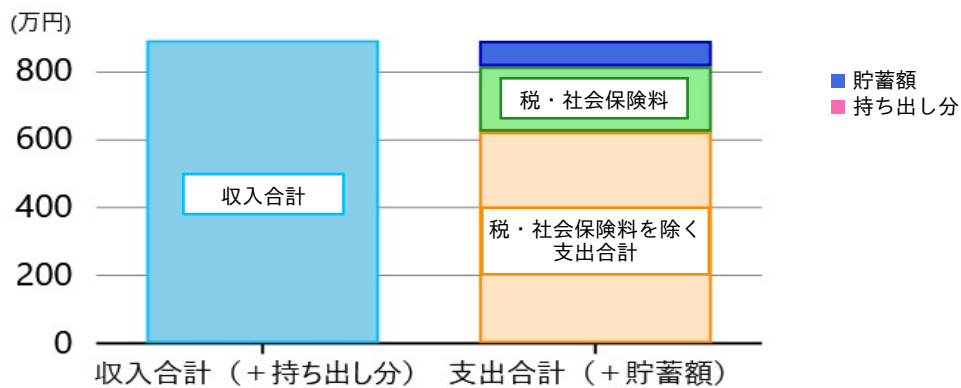 (万円)
800
600
400
200
0
収入合計
税・社会保険料
税・社会保険料を除く
支出合計
収入合計（＋持ち出し分）
支出合計（＋貯蓄額）
貯蓄額
持ち出し分